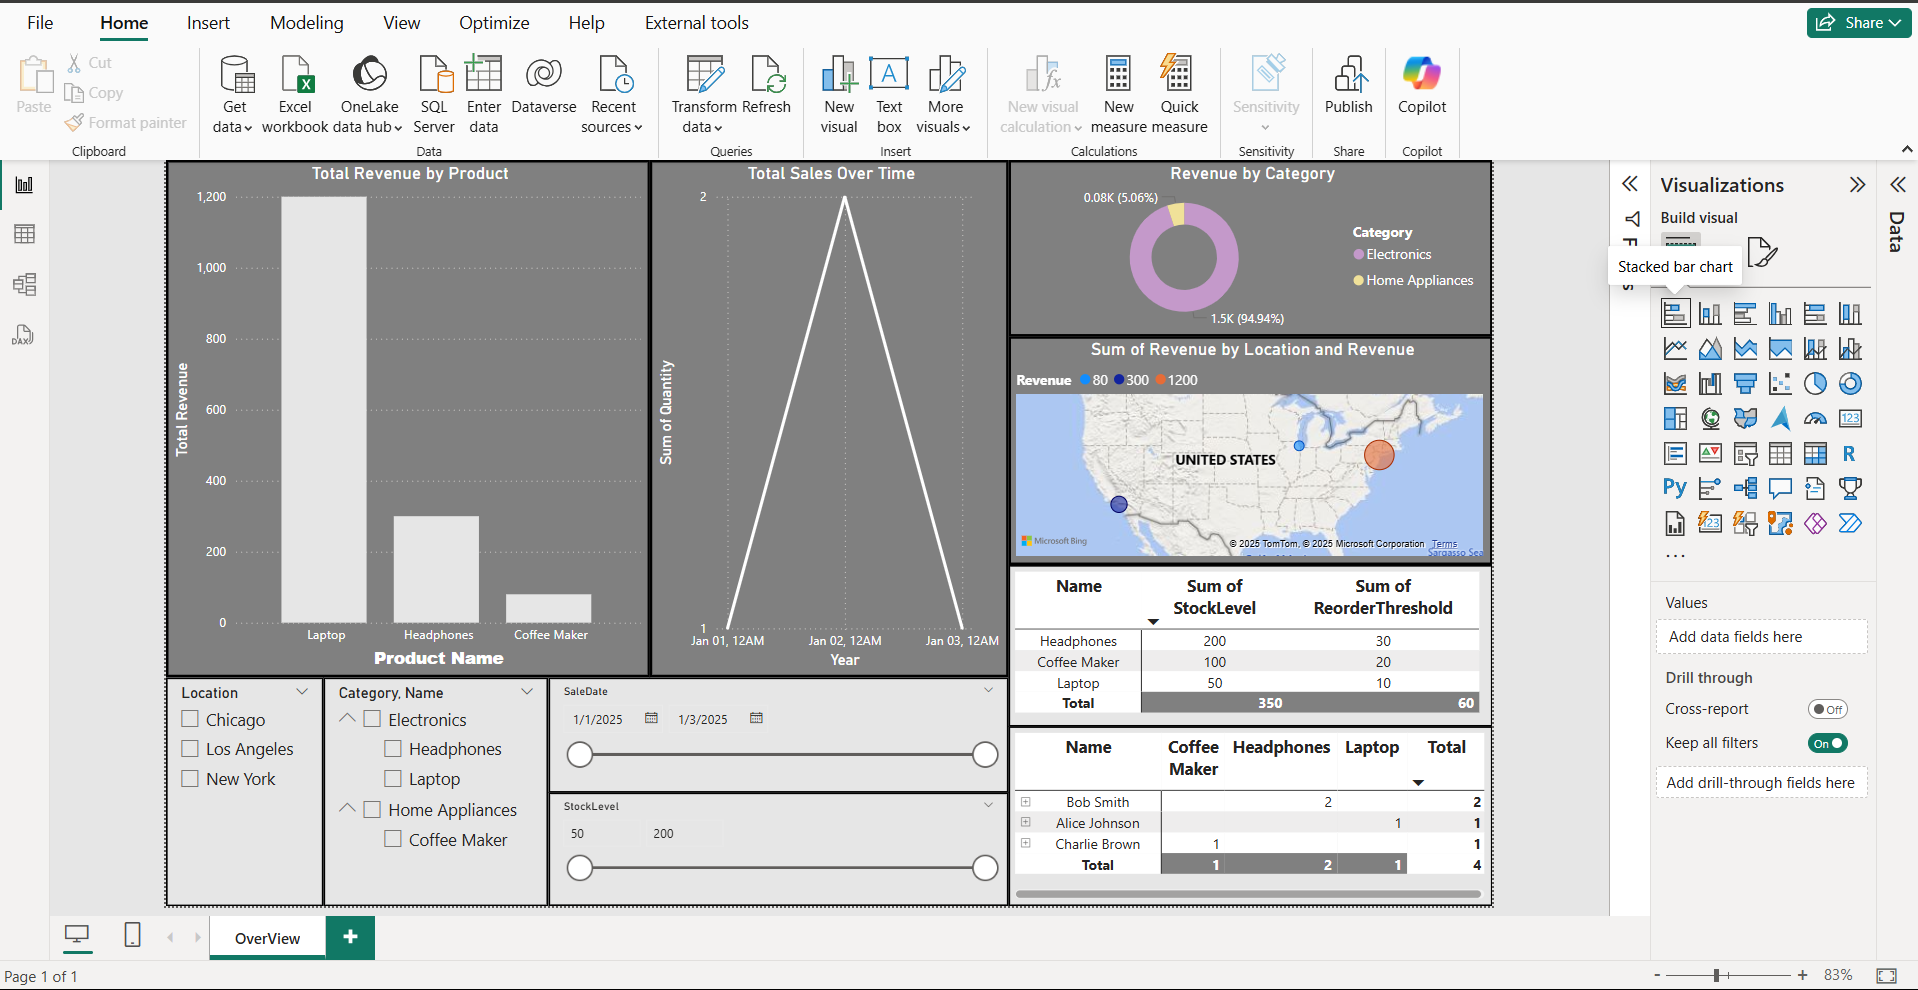 File Home Insert Modeling View Optimize Help External tools Share
Paste
Cut
Copy
Format painter
Clipboard
Get data
Excel workbook
OneLake data hub
SQL Server
Enter data
Dataverse
Recent sources
Data
Transform data
Refresh
Queries
New visual
Text box
More visuals
Insert
New visual calculation
New measure
Quick measure
Calculations
Sensitivity
Sensitivity
Publish
Share
Copilot
Copilot
DAX
Total Revenue by Product
Total Revenue
1,200
1,000
800
600
400
200
0
Laptop Headphones Coffee Maker
Product Name
Total Sales Over Time
Sum of Quantity
2
1
Jan 01, 12AM Jan 02, 12AM Jan 03, 12AM
Year
Revenue by Category
0.08K (5.06%)
1.5K (94.94%)
Category
Electronics
Home Appliances
Sum of Revenue by Location and Revenue
Revenue 80 300 1200
UNITED STATES
Microsoft Bing
© 2025 TomTom, © 2025 Microsoft Corporation Terms
Sargasso Sea
Name Sum of StockLevel Sum of ReorderThreshold
Headphones 200 30
Coffee Maker 100 20
Laptop 50 10
Total 350 60
Name Coffee Maker Headphones Laptop Total
Bob Smith 2 2
Alice Johnson 1 1
Charlie Brown 1 1
Total 1 2 1 4
Location
Chicago
Los Angeles
New York
Category, Name
Electronics
Headphones
Laptop
Home Appliances
Coffee Maker
SaleDate
1/1/2025 1/3/2025
StockLevel
50 200
Visualizations
Build visual
Stacked bar chart
123
R
Py
123
Values
Add data fields here
Drill through
Cross-report Off
Keep all filters On
Add drill-through fields here
Data
OverView
Page 1 of 1
- + 83%